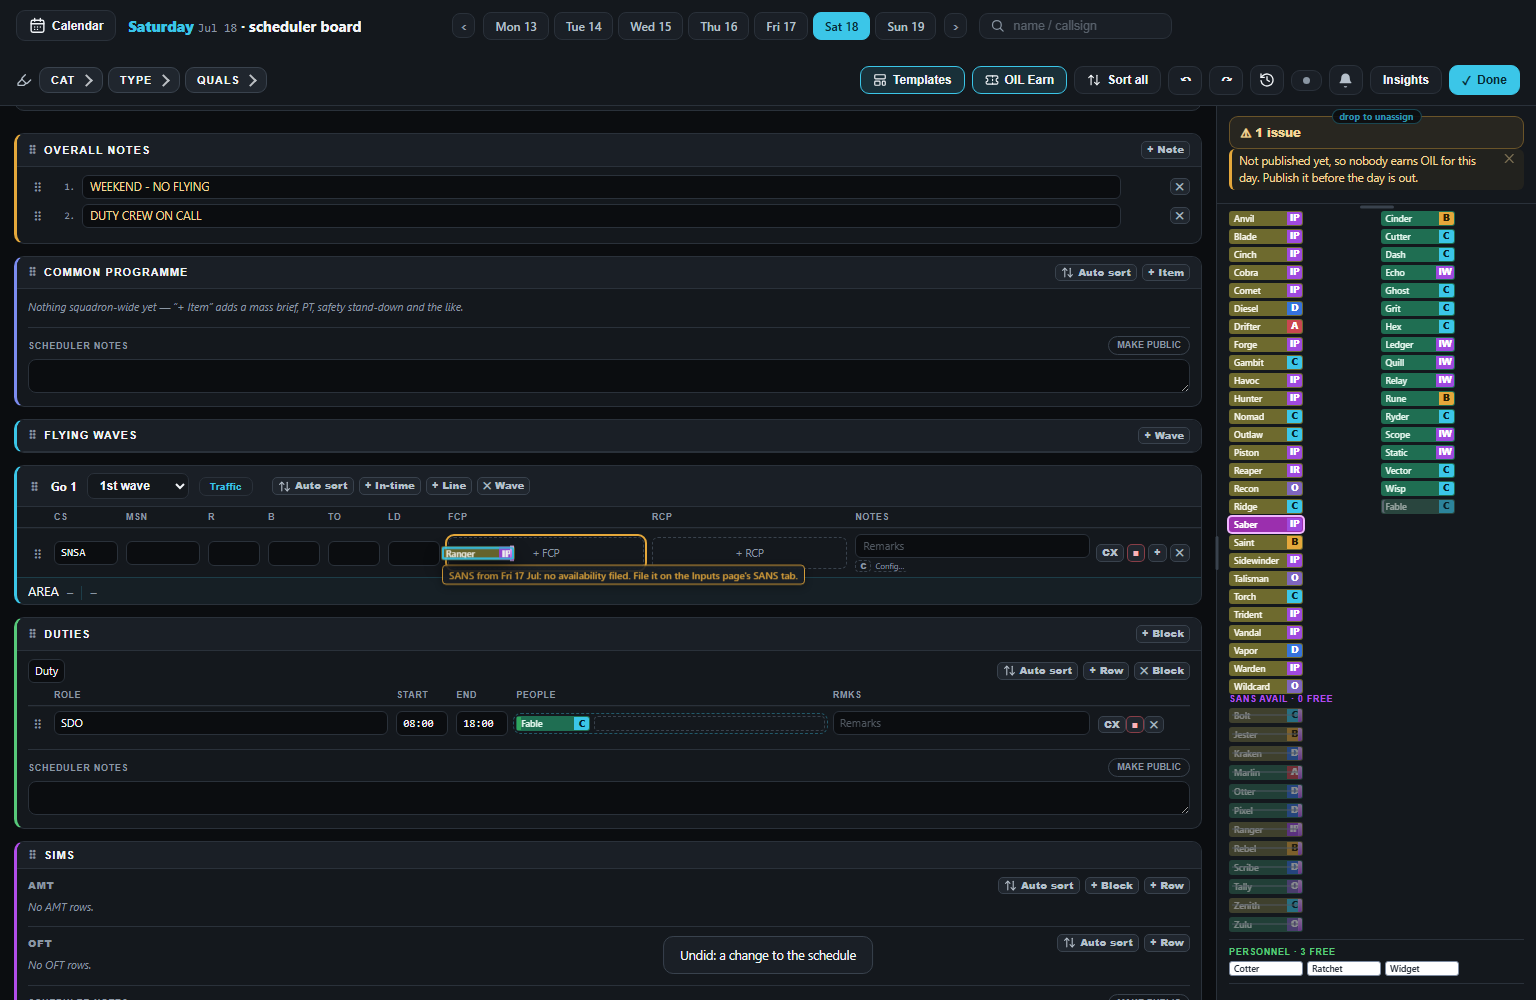 Calendar
Saturday Jul 18 · scheduler board
‹ Mon 13 Tue 14 Wed 15 Thu 16 Fri 17 Sat 18 Sun 19 ›
name / callsign
CAT TYPE QUALS
Templates OIL Earn Sort all Insights ✓ Done
drop to unassign
⚠ 1 issue
Not published yet, so nobody earns OIL for this
day. Publish it before the day is out.
OVERALL NOTES + Note
1. WEEKEND - NO FLYING
2. DUTY CREW ON CALL
COMMON PROGRAMME Auto sort + Item
Nothing squadron-wide yet — "+ Item" adds a mass brief, PT, safety stand-down and the like.
SCHEDULER NOTES MAKE PUBLIC
FLYING WAVES + Wave
Go 1 1st wave Traffic Auto sort + In-time + Line ✕ Wave
CS MSN R B TO LD FCP RCP NOTES
SNSA Ranger IP + FCP + RCP Remarks CX + ✕
C Config...
SANS from Fri 17 Jul: no availability filed. File it on the Inputs page's SANS tab.
AREA – | –
DUTIES + Block
Duty Auto sort + Row ✕ Block
ROLE START END PEOPLE RMKS
SDO 08:00 18:00 Fable C Remarks CX ✕
SCHEDULER NOTES MAKE PUBLIC
SIMS
AMT Auto sort + Block + Row
No AMT rows.
OFT Auto sort + Row
No OFT rows.
Undid: a change to the schedule
Anvil IP
Blade IP
Cinch IP
Cobra IP
Comet IP
Diesel D
Drifter A
Forge IP
Gambit C
Havoc IP
Hunter IP
Nomad C
Outlaw C
Piston IP
Reaper IR
Recon O
Ridge C
Saber IP
Saint B
Sidewinder IP
Talisman O
Torch C
Trident IP
Vandal IP
Vapor D
Warden IP
Wildcard O
Cinder B
Cutter C
Dash C
Echo IW
Ghost C
Grit C
Hex C
Ledger IW
Quill IW
Relay IW
Rune B
Ryder C
Scope IW
Static IW
Vector C
Wisp C
Fable C
SANS AVAIL · 0 FREE
Bolt C
Jester B
Kraken D
Marlin A
Otter D
Pixel D
Ranger IP
Rebel B
Scribe D
Tally O
Zenith C
Zulu O
PERSONNEL · 3 FREE
Cotter Ratchet Widget